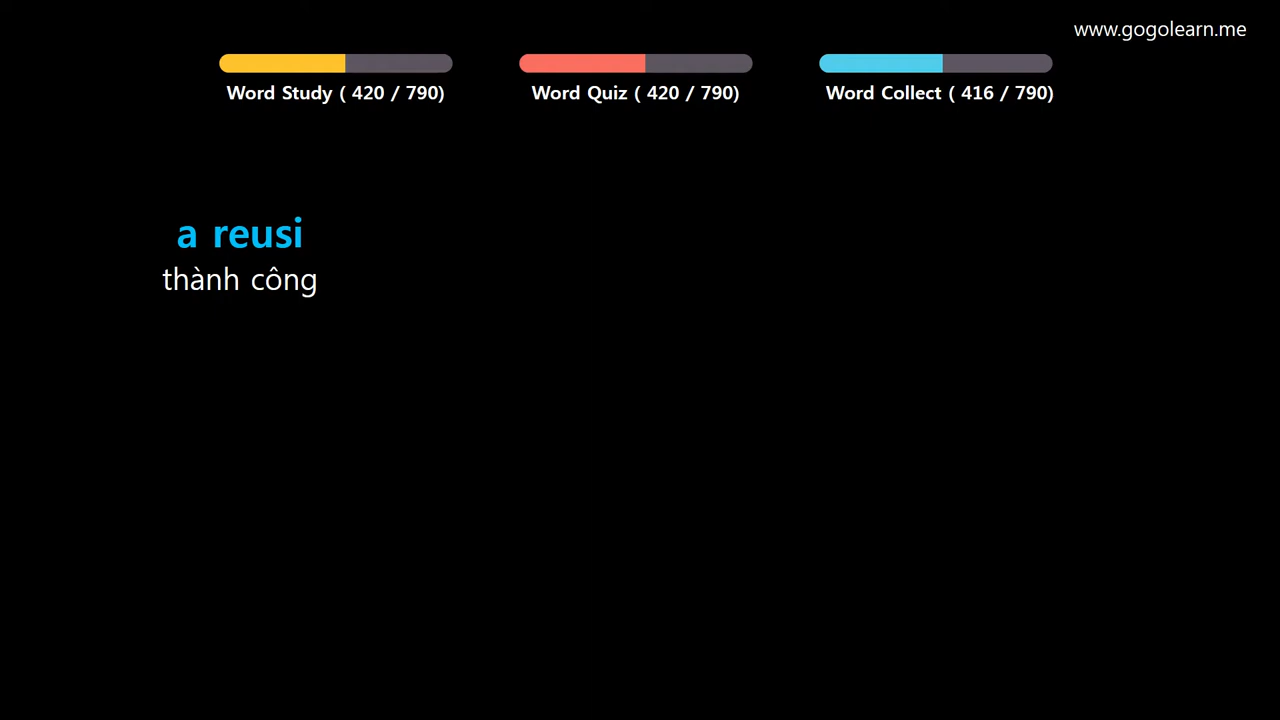 www.gogolearn.me
Word Study ( 420 / 790)
Word Quiz ( 420 / 790)
Word Collect ( 416 / 790)
a reusi
thành công